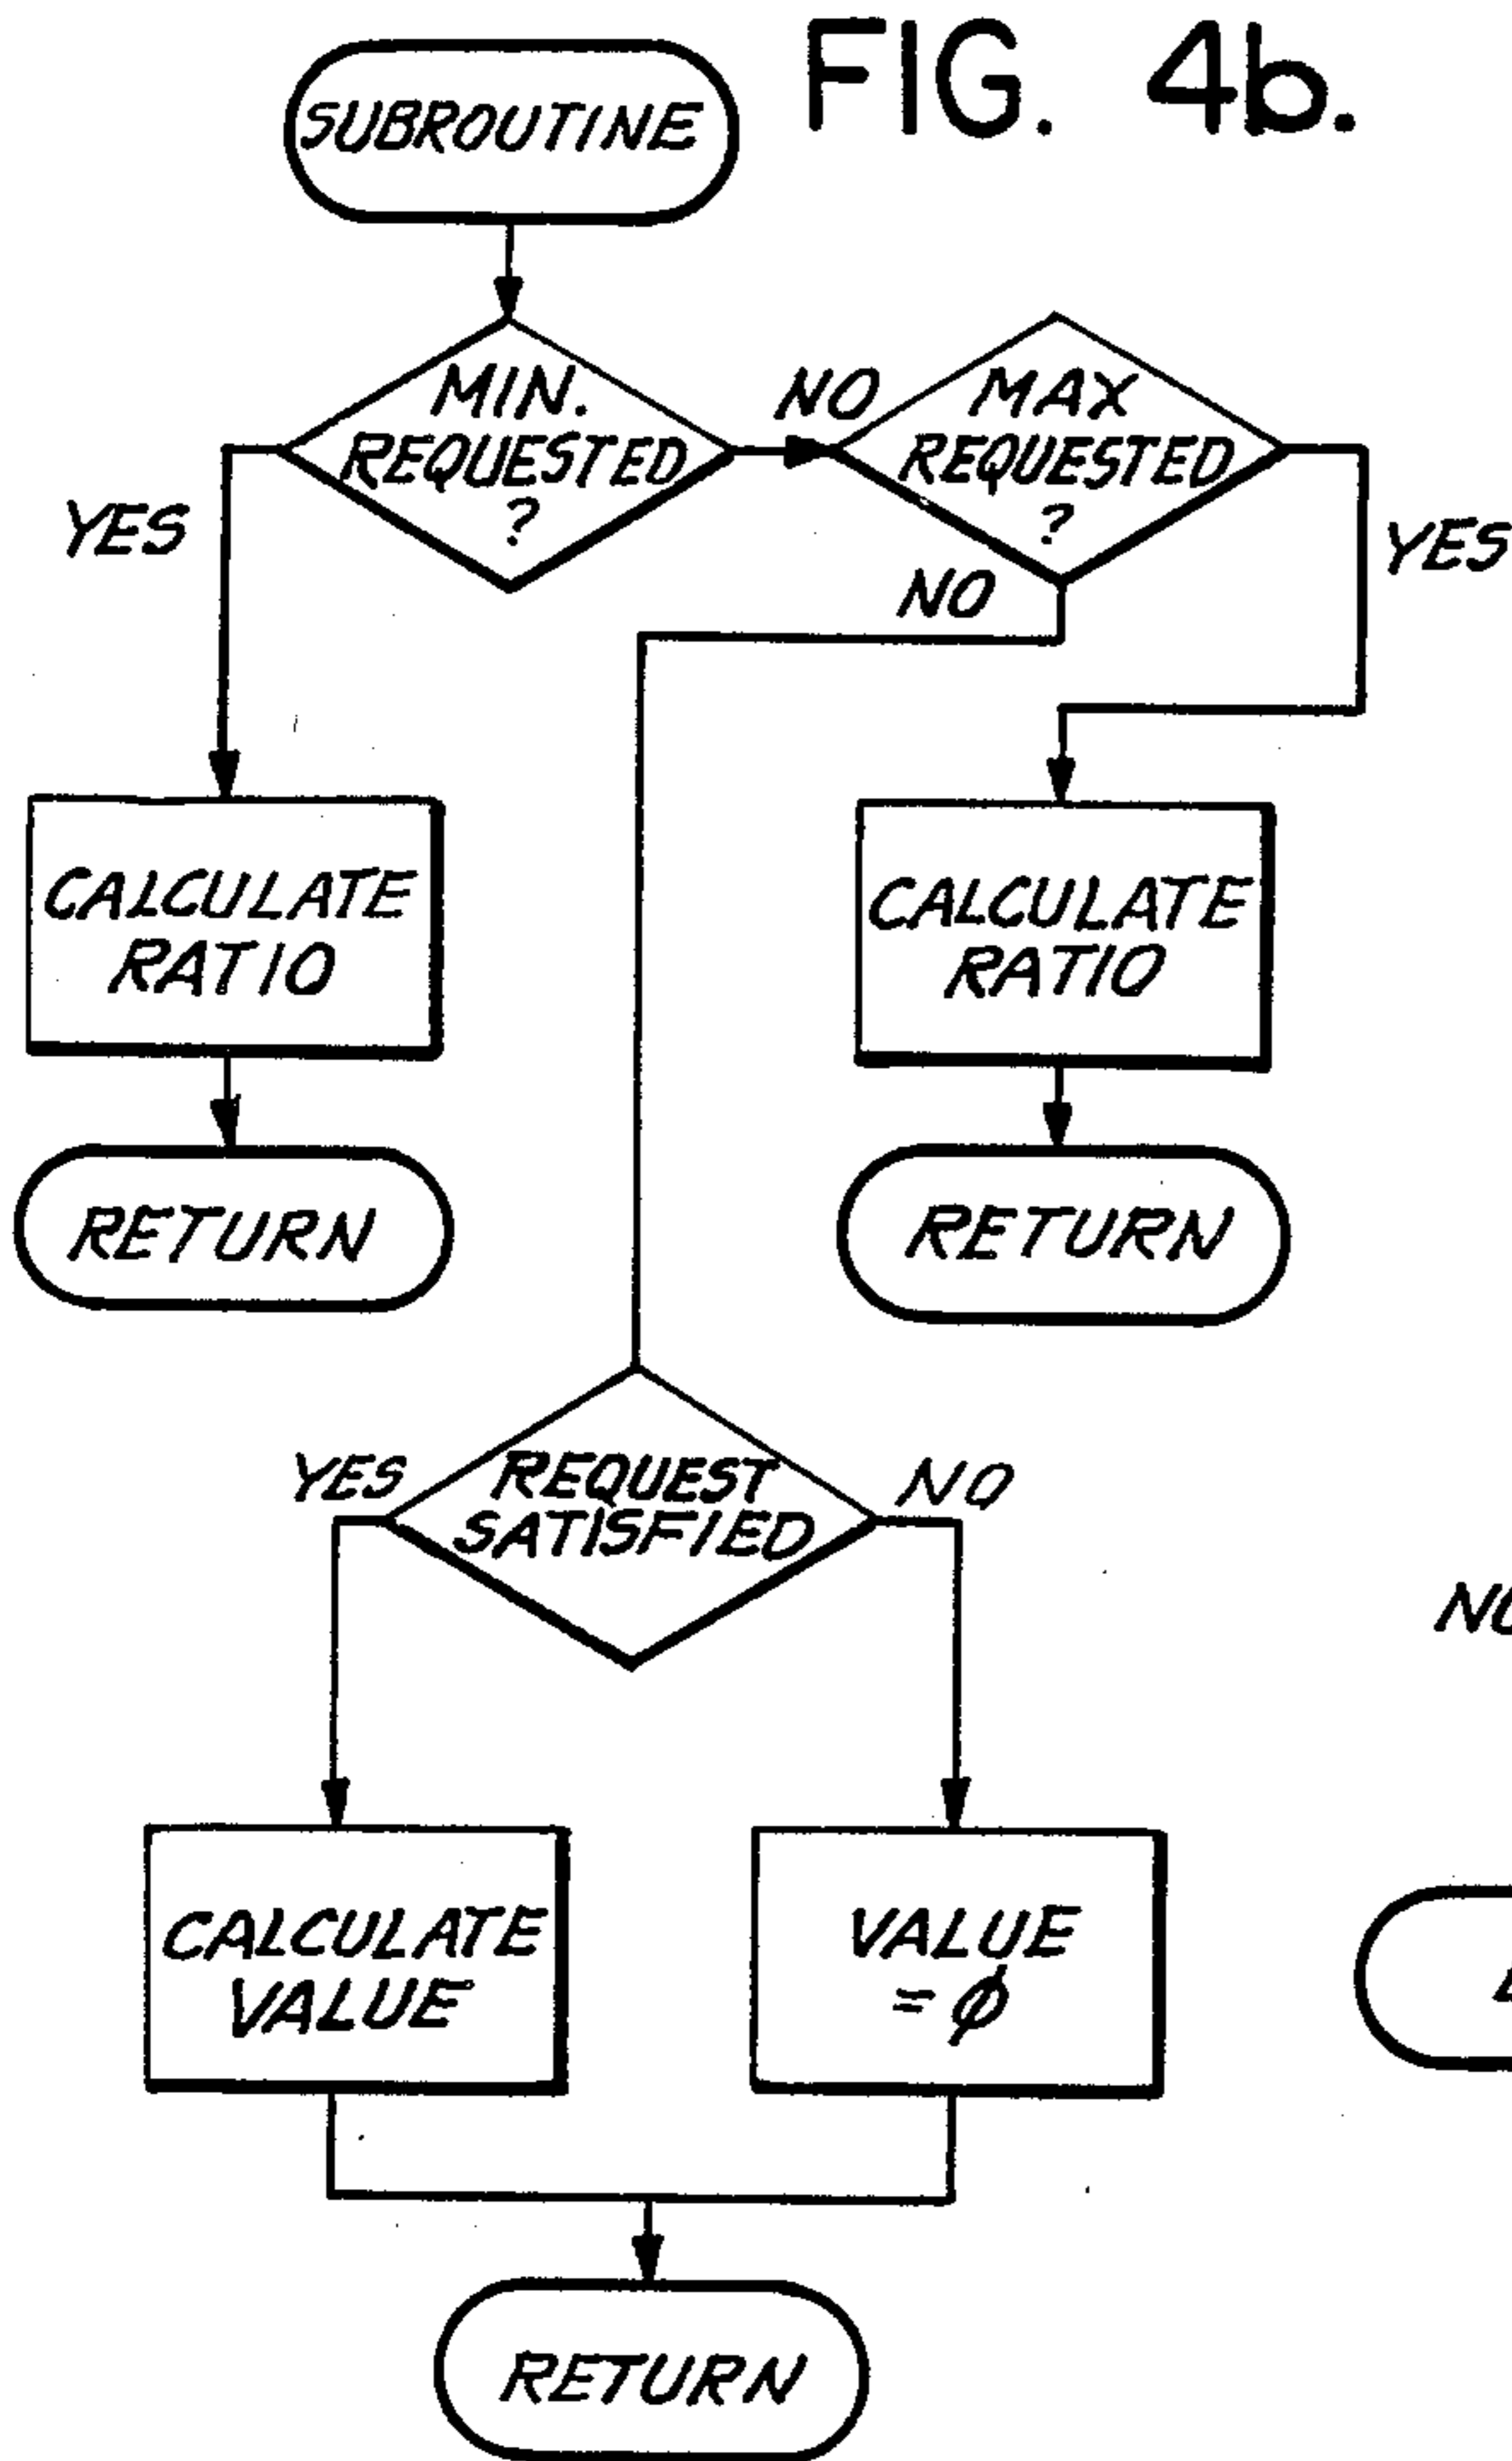 FIG. 4b.
SUBROUTINE
MIN.
REQUESTED
?
NO
MAX
REQUESTED
?
YES
YES
NO
CALCULATE
RATIO
CALCULATE
RATIO
RETURN
RETURN
YES
REQUEST
SATISFIED
NO
NO
CALCULATE
VALUE
VALUE
= φ
RETURN